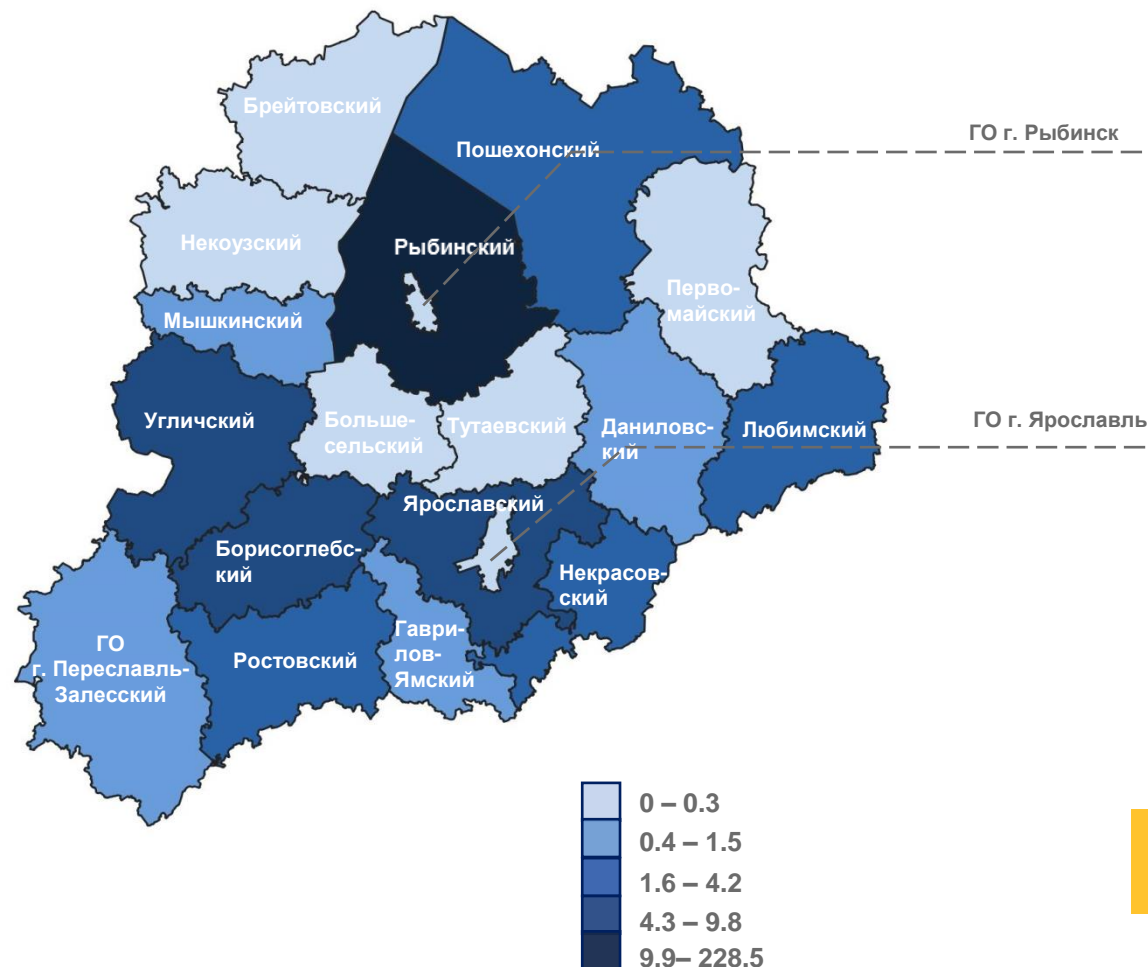 Брейтовский
ГО г. Рыбинск
Пошехонский
Некоузский
Рыбинский
Перво-
майский
Мышкинский
Угличский
Больше-
сельский
Тутаевский
Даниловс-
кий
Любимский
ГО г. Ярославль
Ярославский
Борисоглебс-
кий
Некрасов-
ский
ГО
г. Переславль-
Залесский
Ростовский
Гаври-
лов-
Ямский
0 – 0.3
0.4 – 1.5
1.6 – 4.2
4.3 – 9.8
9.9– 228.5